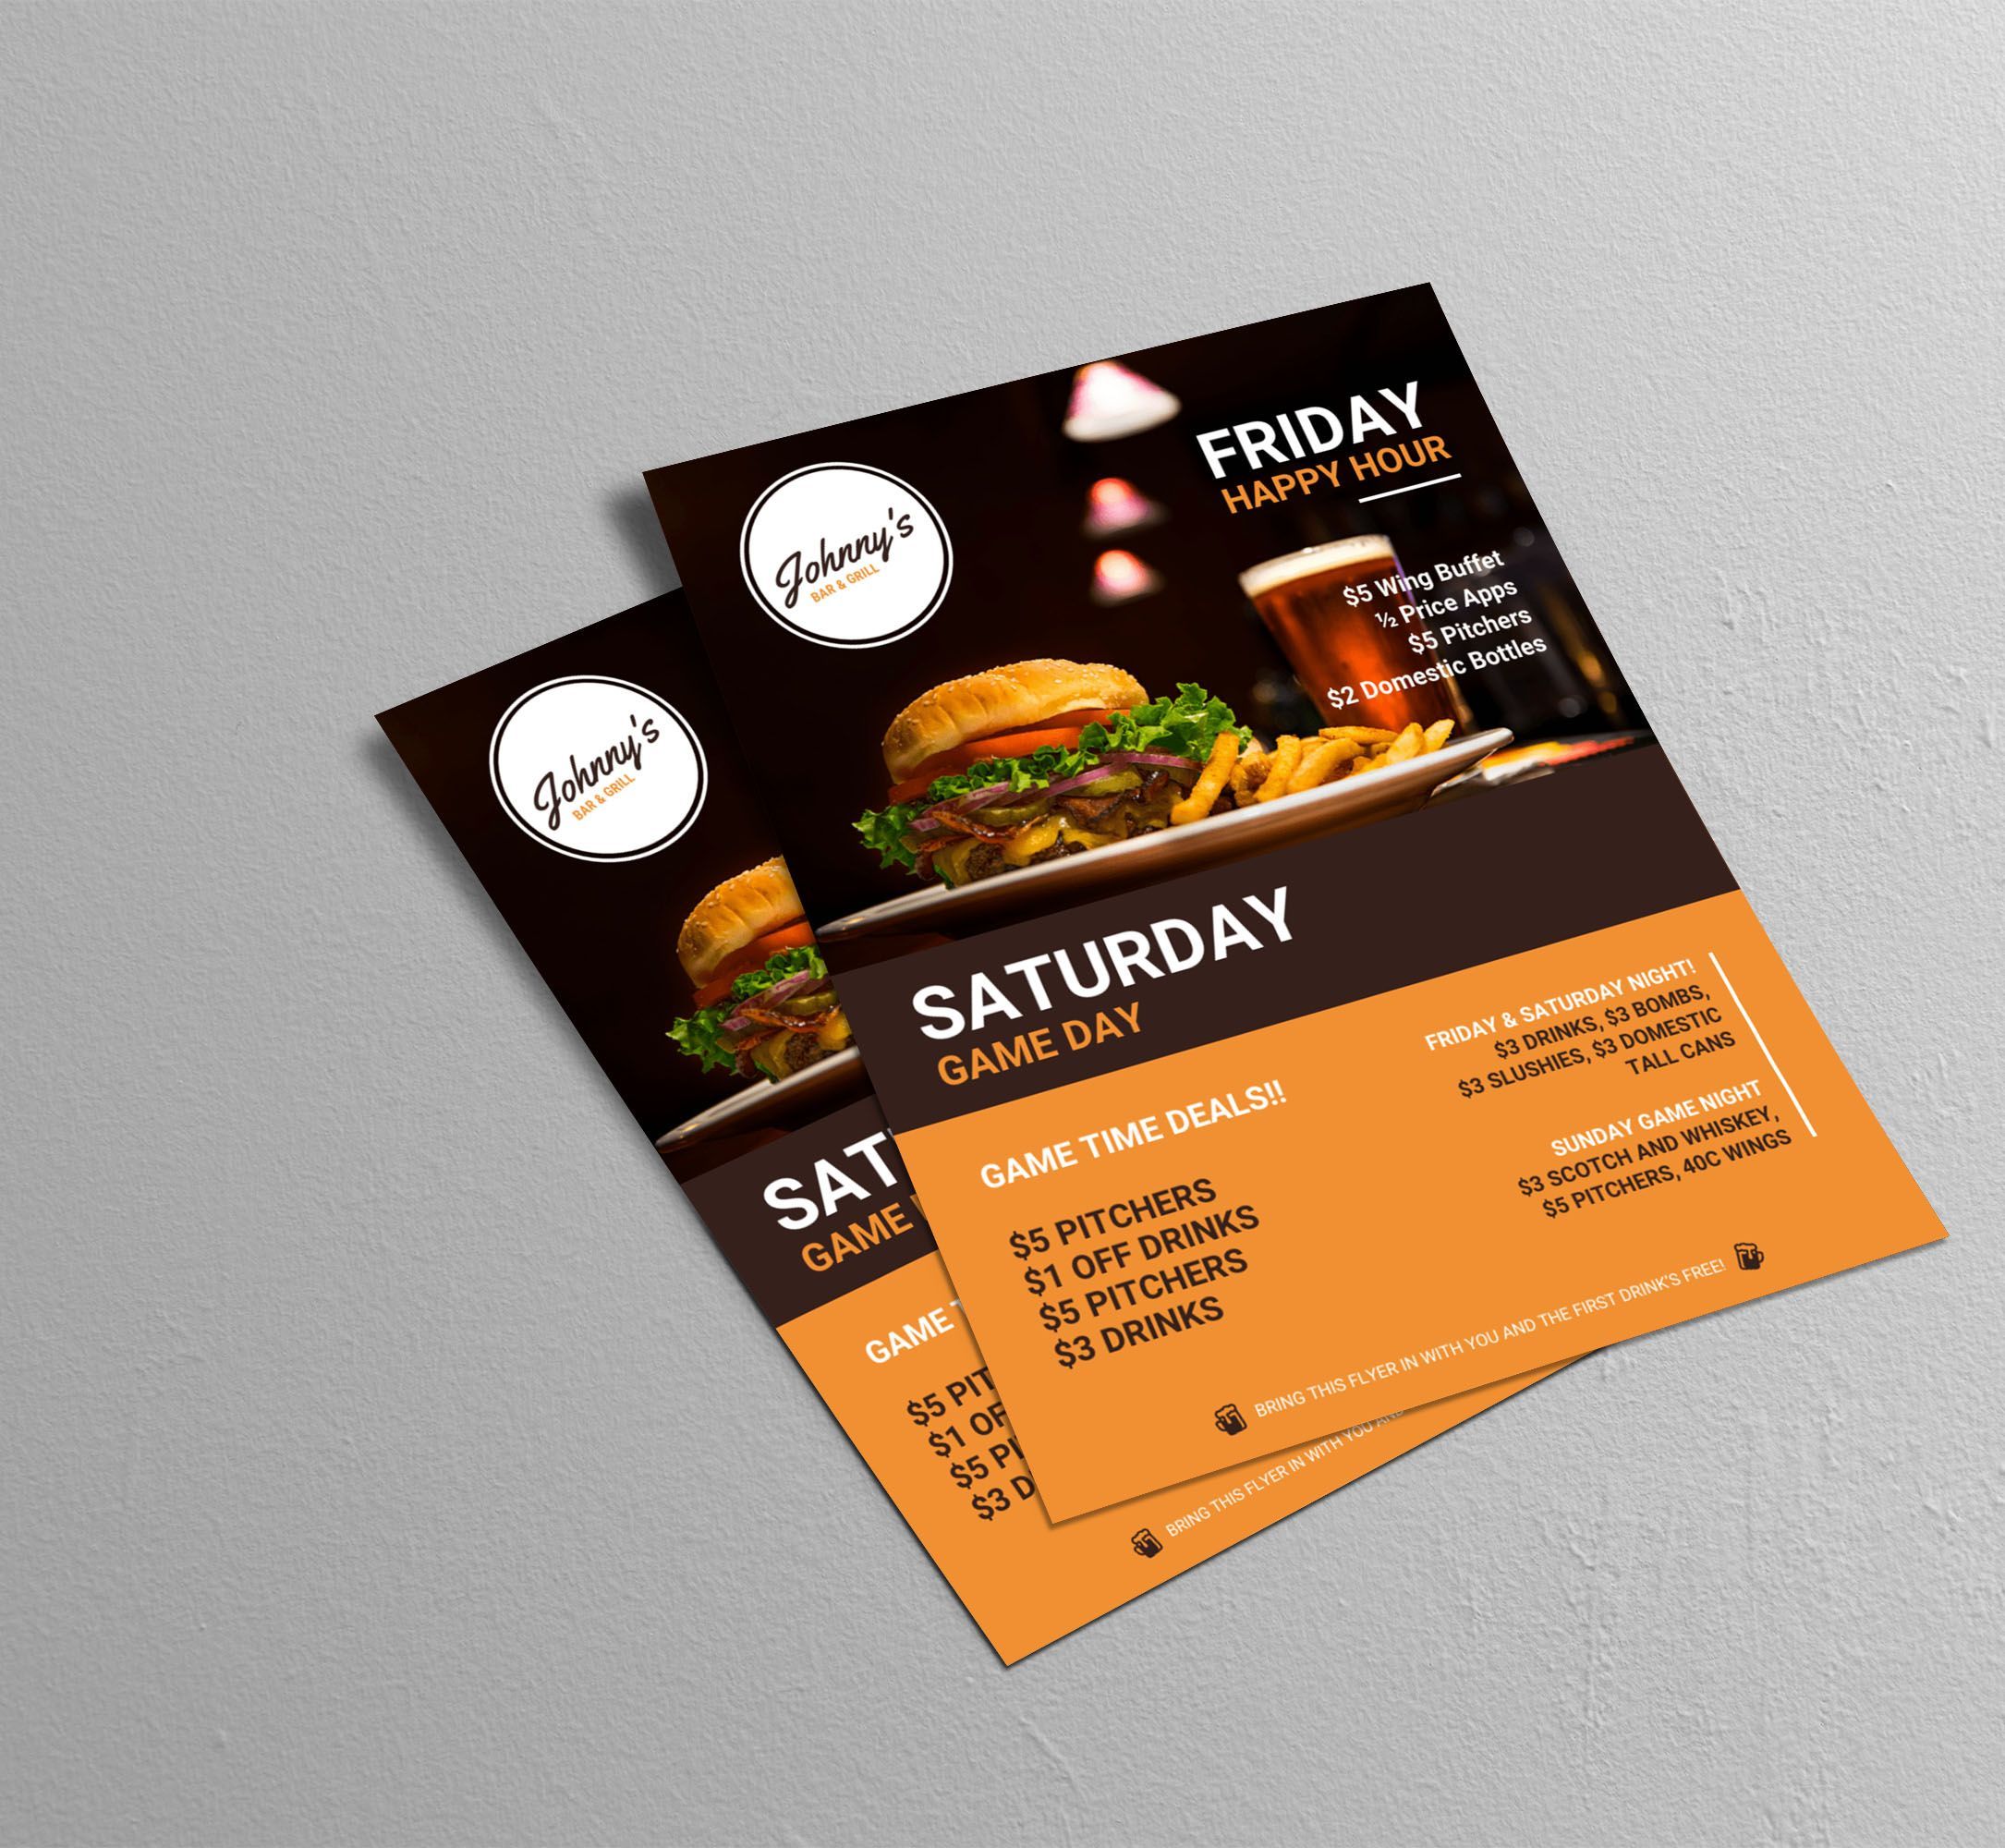 Johnny's
BAR & GRILL
FRIDAY
HAPPY HOUR
$5 Wing Buffet
½ Price Apps
$5 Pitchers
$2 Domestic Bottles
SATURDAY
GAME DAY
GAME TIME DEALS!!
$5 PITCHERS
$1 OFF DRINKS
$5 PITCHERS
$3 DRINKS
FRIDAY & SATURDAY NIGHT!
$3 DRINKS, $3 BOMBS,
$3 SLUSHIES, $3 DOMESTIC
TALL CANS
SUNDAY GAME NIGHT
$3 SCOTCH AND WHISKEY,
$5 PITCHERS, 40C WINGS
BRING THIS FLYER IN WITH YOU AND THE FIRST DRINK'S FREE!
Johnny's
BAR & GRILL
SAT
GAME
GAME T
$5 PIT
$1 OF
$5 PI
$3 D
BRING THIS FLYER IN WITH YOU AND